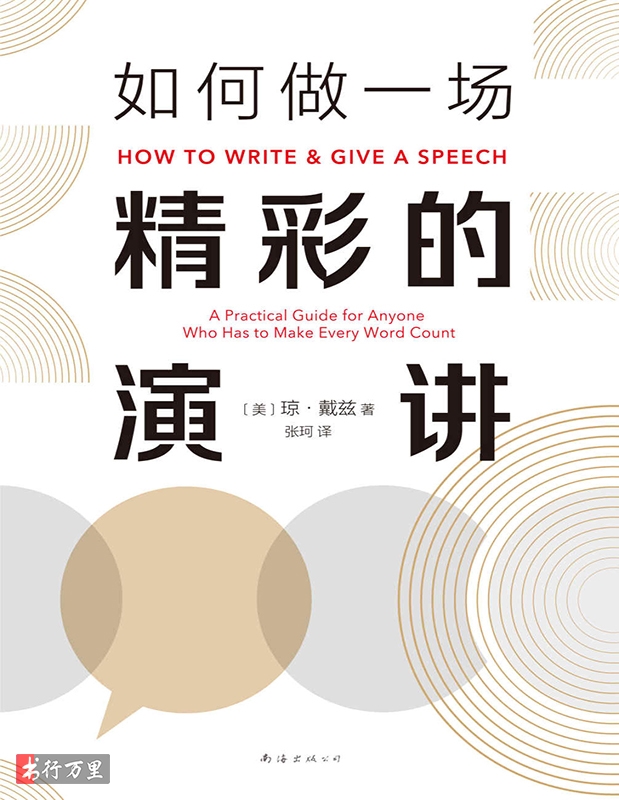 如何做一场
HOW TO WRITE & GIVE A SPEECH
精彩的
A Practical Guide for Anyone
Who Has to Make Every Word Count
演讲
［美］琼·戴兹 著
张珂 译
南海出版公司
书行万里